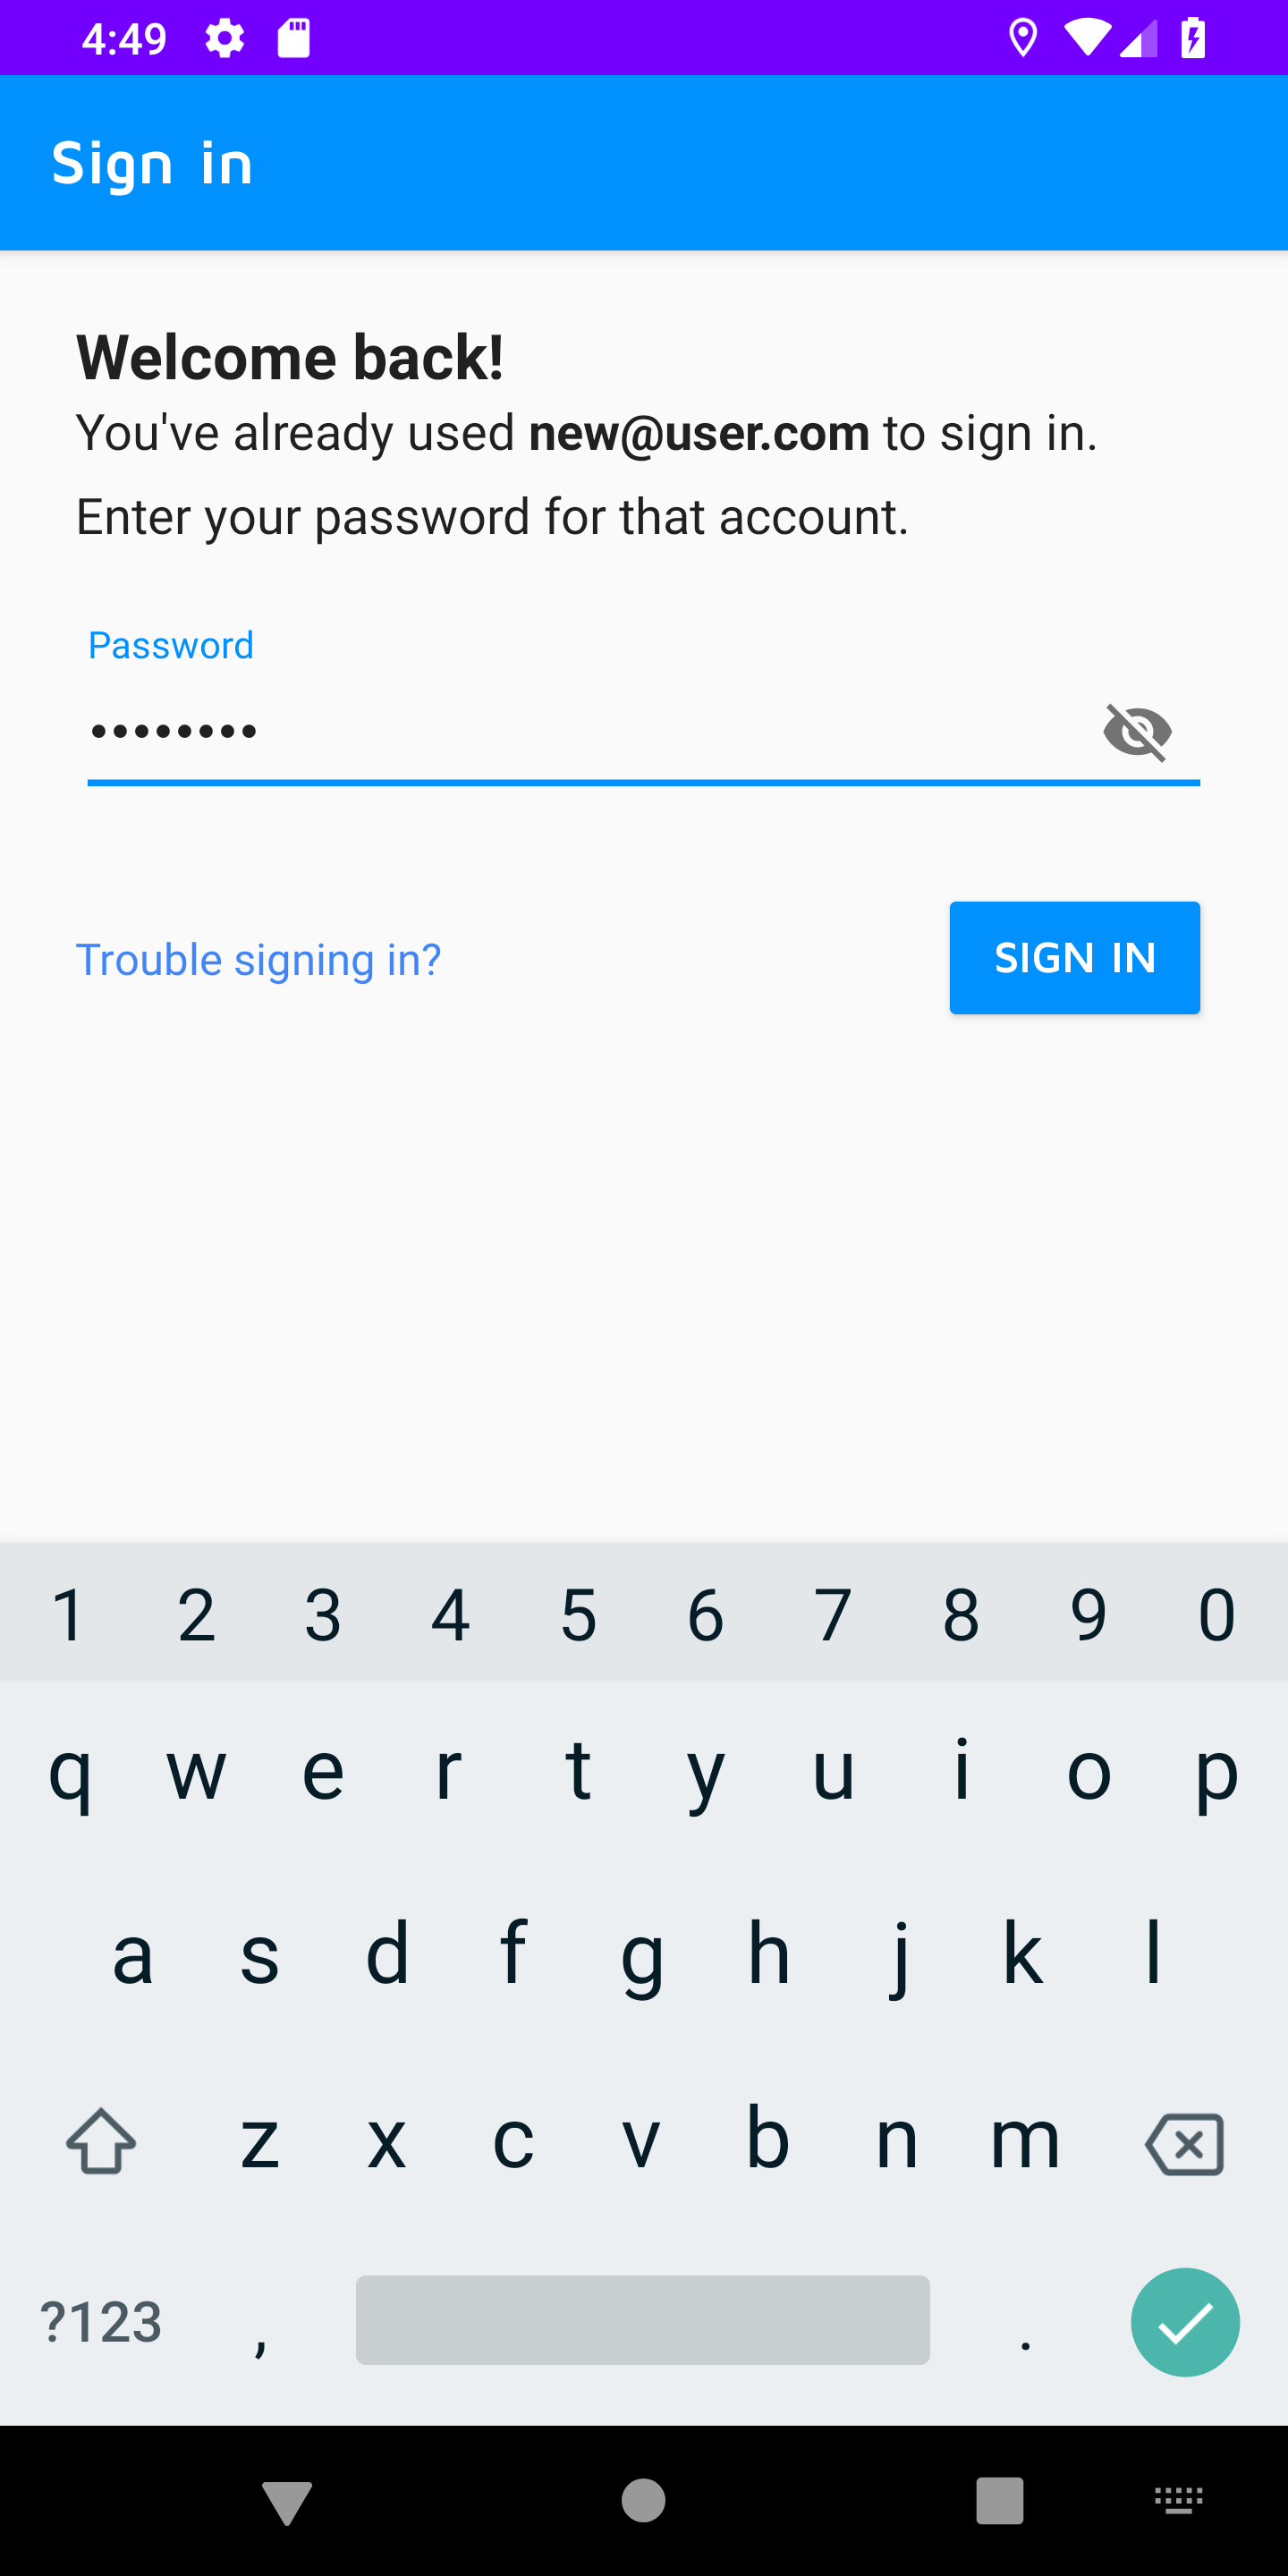 4:49
Sign in
Welcome back!
You've already used new@user.com to sign in.
Enter your password for that account.
Password
••••••••
Trouble signing in?
SIGN IN
1 2 3 4 5 6 7 8 9 0
q w e r t y u i o p
a s d f g h j k l
z x c v b n m
?123 , .